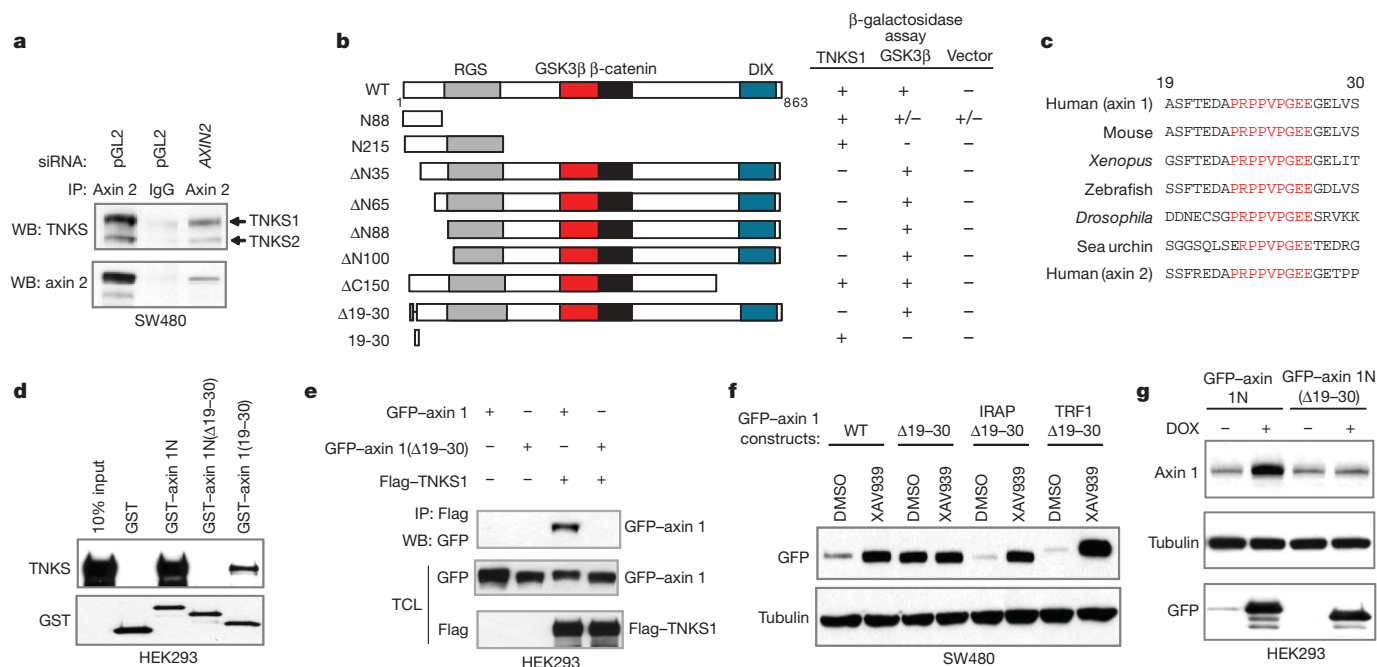 a
siRNA: pGL2 pGL2 AXIN2
IP: Axin 2 IgG Axin 2
WB: TNKS
TNKS1
TNKS2
WB: axin 2
SW480
b
β-galactosidase
assay
TNKS1 GSK3β Vector
RGS GSK3β β-catenin DIX
WT + + −
1 863
N88 + +/− +/−
N215 + - −
ΔN35 − + −
ΔN65 − + −
ΔN88 − + −
ΔN100 − + −
ΔC150 + + −
Δ19-30 − + −
19-30 + − −
c
19 30
Human (axin 1) ASFTEDAPRPPVPGEEGELVS
Mouse ASFTEDAPRPPVPGEEGELVS
Xenopus GSFTEDAPRPPVPGEEGELIT
Zebrafish SSFTEDAPRPPVPGEEGDLVS
Drosophila DDNECSGPRPPVPGEESRVKK
Sea urchin SGGSQLSERPPVPGEETEDRG
Human (axin 2) SSFREDAPRPPVPGEEGETPP
d
10% input
GST
GST–axin 1N
GST–axin 1N(Δ19–30)
GST–axin 1(19–30)
TNKS
GST
HEK293
e
GFP–axin 1 + − + −
GFP–axin 1(Δ19–30) − + − +
Flag–TNKS1 − − + +
IP: Flag
WB: GFP
GFP–axin 1
TCL
GFP
GFP–axin 1
Flag
Flag–TNKS1
HEK293
f
GFP–axin 1
constructs:
WT
Δ19–30
IRAP
Δ19–30
TRF1
Δ19–30
DMSO XAV939 DMSO XAV939 DMSO XAV939 DMSO XAV939
GFP
Tubulin
SW480
g
GFP–axin
1N
GFP–axin 1N
(Δ19–30)
DOX − + − +
Axin 1
Tubulin
GFP
HEK293